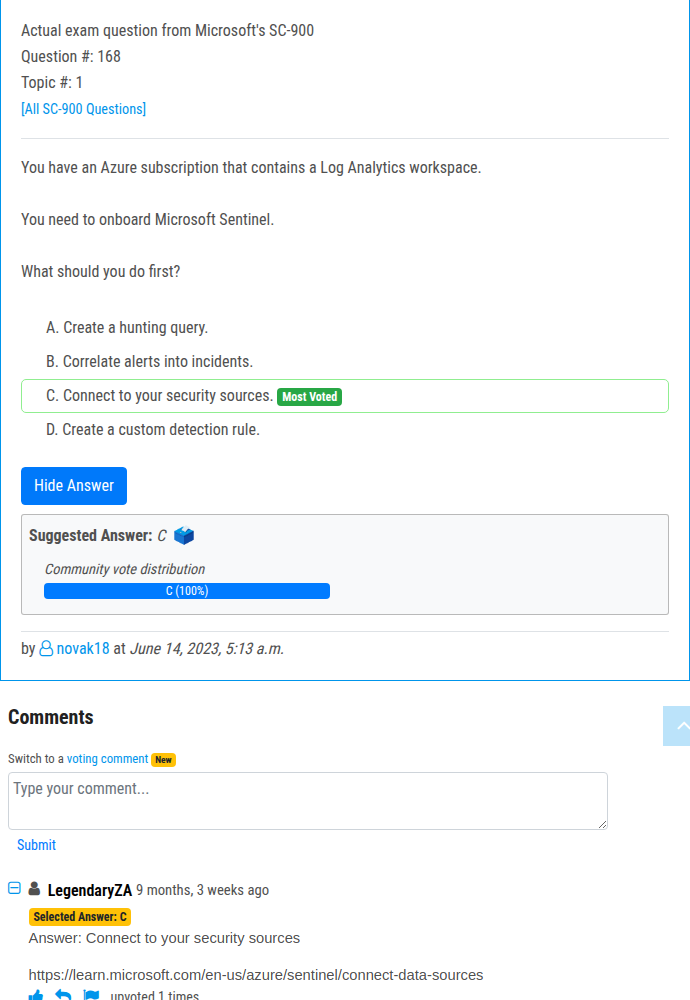 Actual exam question from Microsoft's SC-900
Question #: 168
Topic #: 1
[All SC-900 Questions]
You have an Azure subscription that contains a Log Analytics workspace.
You need to onboard Microsoft Sentinel.
What should you do first?
A. Create a hunting query.
B. Correlate alerts into incidents.
C. Connect to your security sources. Most Voted
D. Create a custom detection rule.
Hide Answer
Suggested Answer: C
Community vote distribution
C (100%)
by novak18 at June 14, 2023, 5:13 a.m.
Comments
Switch to a voting comment New
Type your comment...
Submit
LegendaryZA 9 months, 3 weeks ago
Selected Answer: C
Answer: Connect to your security sources
https://learn.microsoft.com/en-us/azure/sentinel/connect-data-sources
upvoted 1 times